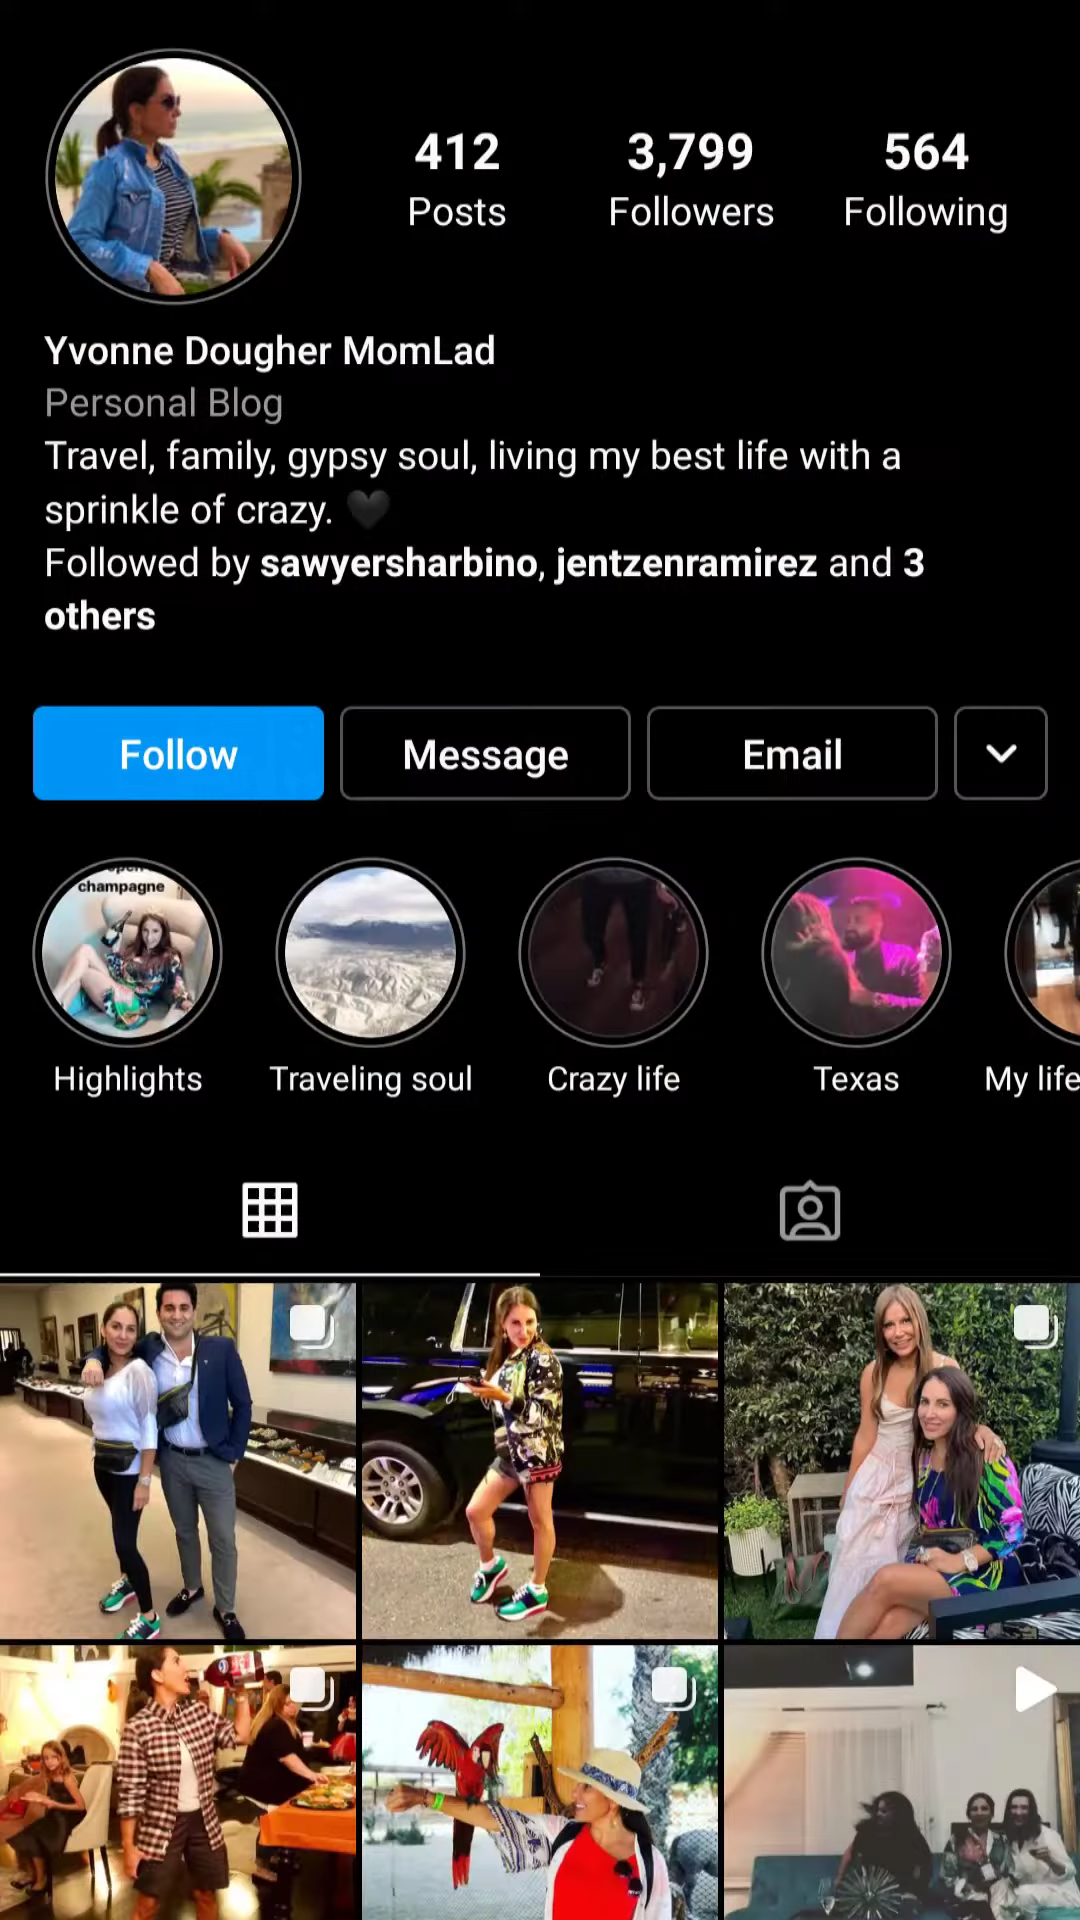 412
Posts
3,799
Followers
564
Following
Yvonne Dougher MomLad
Personal Blog
Travel, family, gypsy soul, living my best life with a
sprinkle of crazy. 🖤
Followed by sawyersharbino, jentzenramirez and 3
others
Follow
Message
Email
open
champagne
Highlights
Traveling soul
Crazy life
Texas
My life